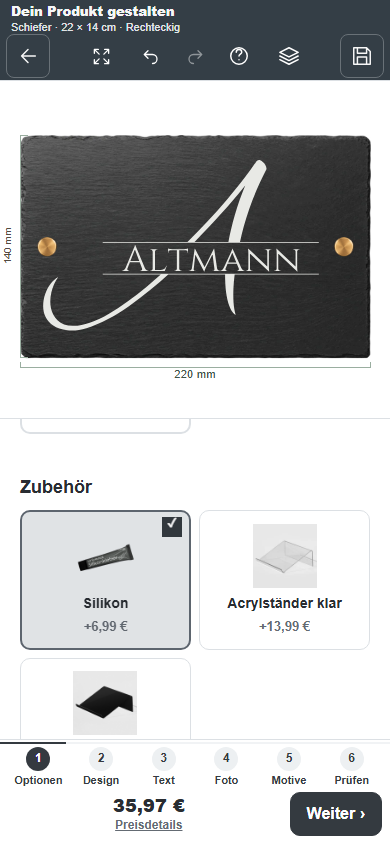 Dein Produkt gestalten
Schiefer · 22 × 14 cm · Rechteckig
A
ALTMANN
140 mm
220 mm
Zubehör
Silikon
+6,99 €
Acrylständer klar
+13,99 €
1 2 3 4 5 6
Optionen Design Text Foto Motive Prüfen
35,97 €
Preisdetails
Weiter ›